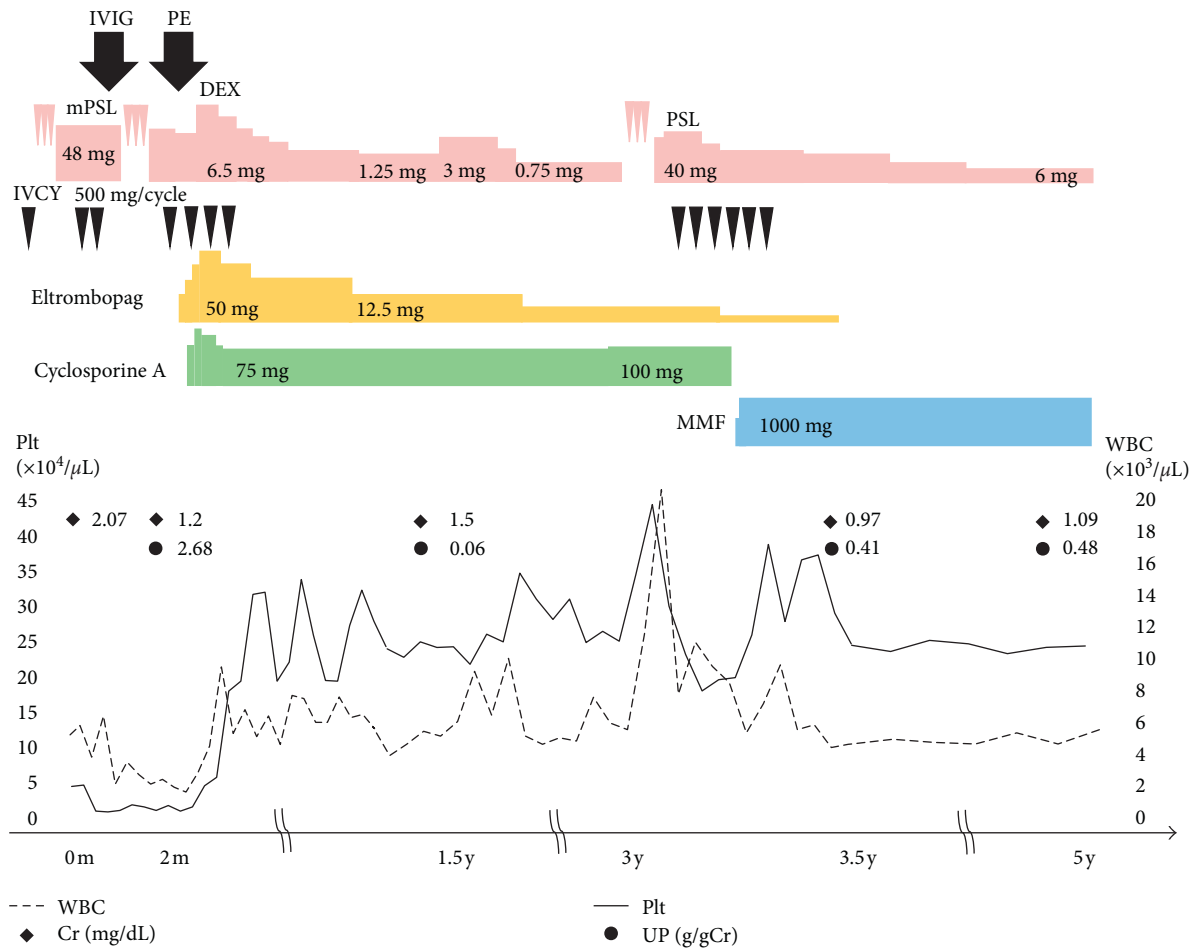 IVIG PE
DEX
mPSL PSL
48 mg 6.5 mg 1.25 mg 3 mg 0.75 mg 40 mg 6 mg
IVCY 500 mg/cycle
Eltrombopag 50 mg 12.5 mg
Cyclosporine A 75 mg 100 mg
MMF 1000 mg
Plt WBC
(×10⁴/μL) (×10³/μL)
45 20
2.07 1.2 1.5 0.97 1.09
40 18
2.68 0.06 0.41 0.48
35 16
30 14
25 12
20 10
15 8
10 6
5 4
0 2
0
0 m 2 m 1.5 y 3 y 3.5 y 5 y
WBC Plt
Cr (mg/dL) UP (g/gCr)